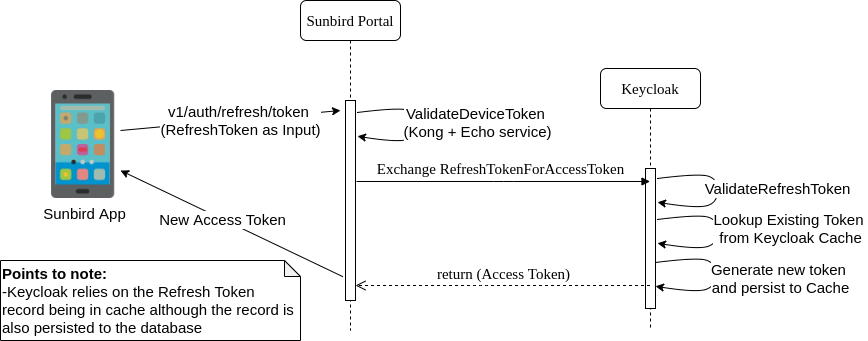 Sunbird Portal
Keycloak
v1/auth/refresh/token
(RefreshToken as Input)
ValidateDeviceToken
(Kong + Echo service)
Exchange RefreshTokenForAccessToken
ValidateRefreshToken
Sunbird App
New Access Token
Lookup Existing Token
from Keycloak Cache
return (Access Token)
Generate new token
and persist to Cache
Points to note:
-Keycloak relies on the Refresh Token
record being in cache although the record is
also persisted to the database